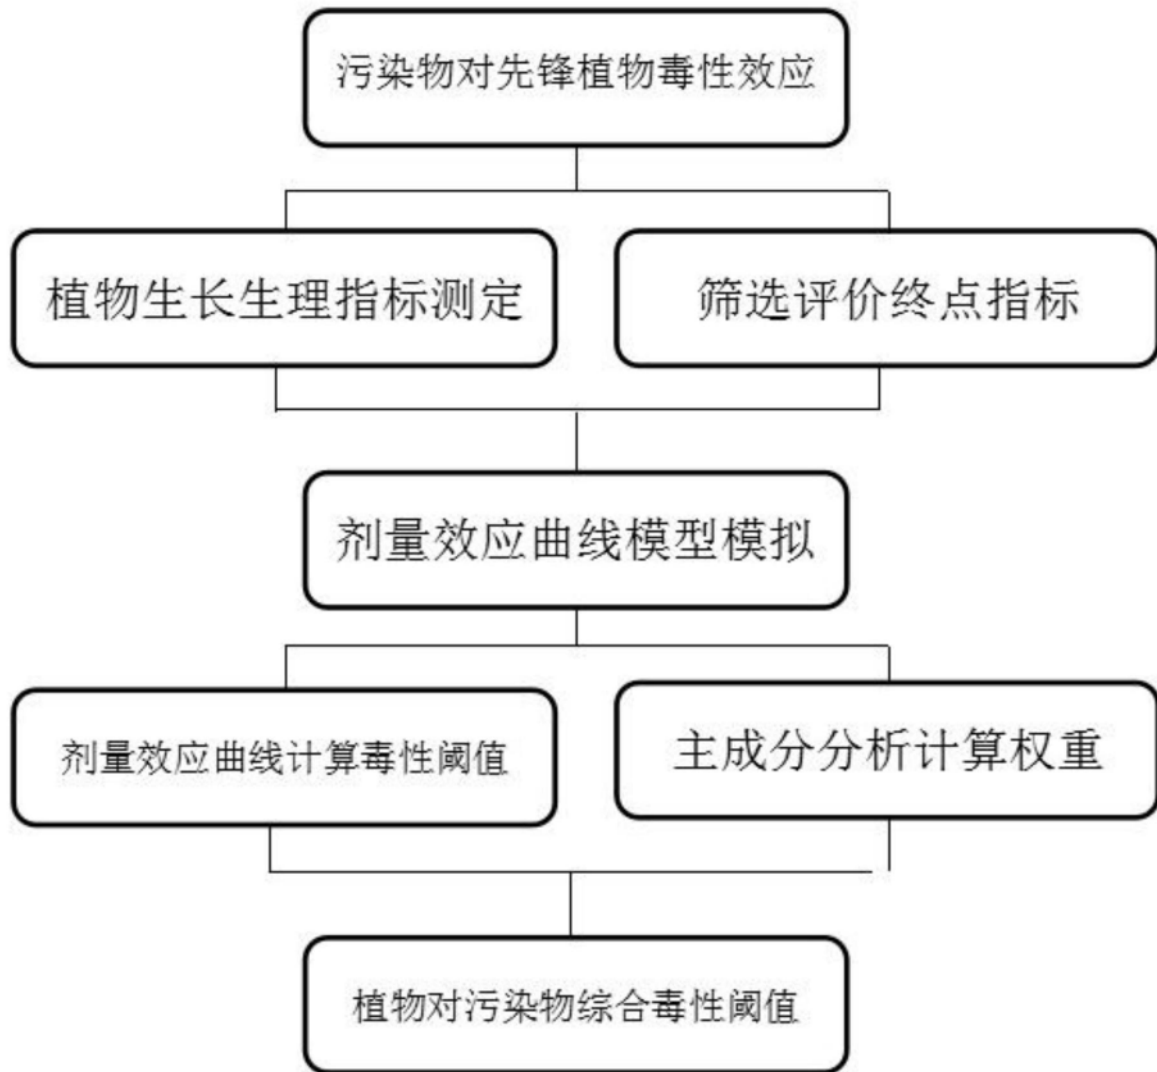 污染物对先锋植物毒性效应
植物生长生理指标测定
筛选评价终点指标
剂量效应曲线模型模拟
剂量效应曲线计算毒性阈值
主成分分析计算权重
植物对污染物综合毒性阈值